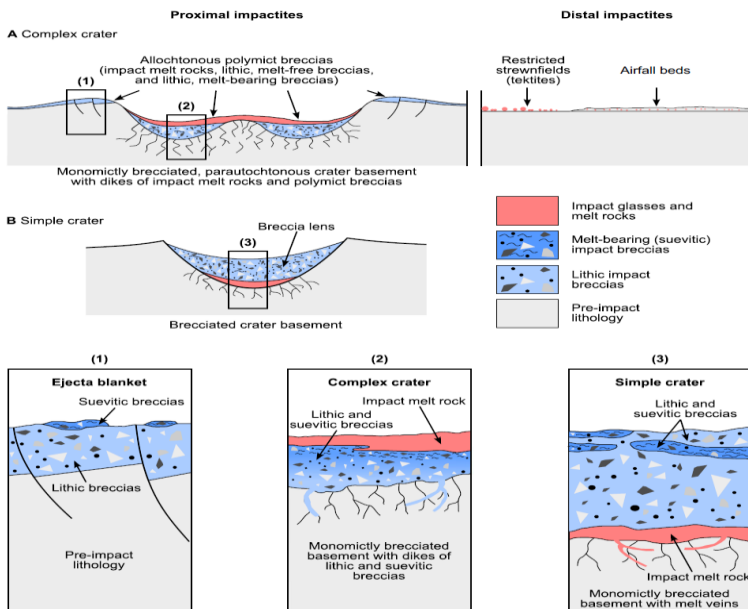 Proximal impactites
Distal impactites
A Complex crater
Allochtonous polymict breccias
(impact melt rocks, lithic, melt-free breccias,
and lithic, melt-bearing breccias)
(1)
(2)
Monomictly brecciated, parautochtonous crater basement
with dikes of impact melt rocks and polymict breccias
Restricted
strewnfields
(tektites)
Airfall beds
B Simple crater
(3)
Breccia lens
Brecciated crater basement
Impact glasses and
melt rocks
Melt-bearing (suevitic)
impact breccias
Lithic impact
breccias
Pre-impact
lithology
(1)
Ejecta blanket
Suevitic breccias
Lithic breccias
Pre-impact
lithology
(2)
Complex crater
Impact melt rock
Lithic and
suevitic breccias
Monomictly brecciated
basement with dikes of
lithic and suevitic
breccias
(3)
Simple crater
Lithic and
suevitic breccias
Impact melt rock
Monomictly brecciated
basement with melt veins